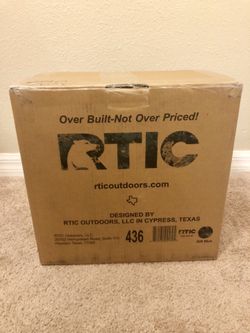 Over Built-Not Over Priced!
RTIC
rticoutdoors.com
DESIGNED BY
RTIC OUTDOORS, LLC IN CYPRESS, TEXAS
436
RTIC